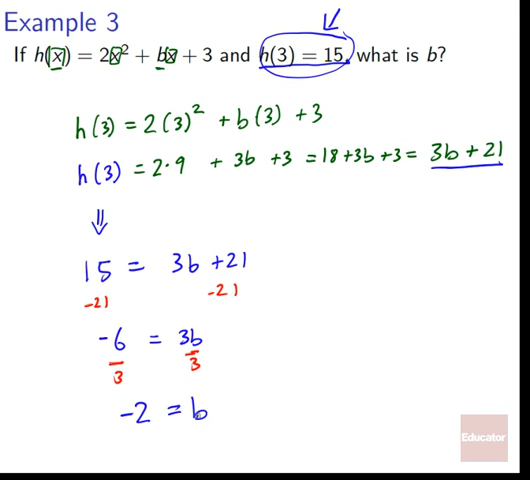 Example 3
If h(x) = 2x² + bx + 3 and h(3) = 15, what is b?
h(3) = 2(3)² + b(3) + 3
h(3) = 2·9 + 3b + 3 = 18 + 3b + 3 = 3b + 21
⇓
15 = 3b + 21
-21 -21
-6 = 3b
3 3
-2 = b
Educator